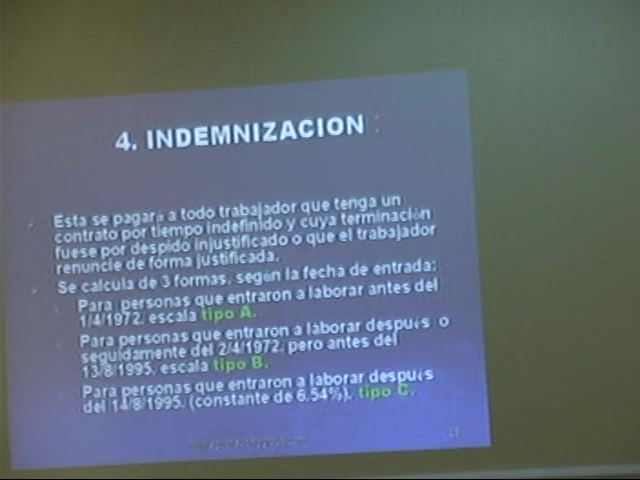 4. INDEMNIZACION :
Esta se pagará a todo trabajador que tenga un
contrato por tiempo indefinido y cuya terminación
fuese por despido injustificado o que el trabajador
renuncie de forma justificada.
Se calcula de 3 formas, según la fecha de entrada:
Para personas que entraron a laborar antes del
1/4/1972, escala tipo A.
Para personas que entraron a laborar después o
seguidamente del 2/4/1972, pero antes del
13/8/1995, escala tipo B.
Para personas que entraron a laborar después
del 14/8/1995, (constante de 6.54%), tipo C.